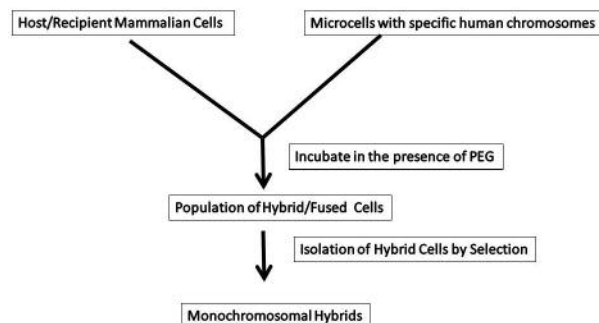 Host/Recipient Mammalian Cells
Microcells with specific human chromosomes
Incubate in the presence of PEG
Population of Hybrid/Fused Cells
Isolation of Hybrid Cells by Selection
Monochromosomal Hybrids